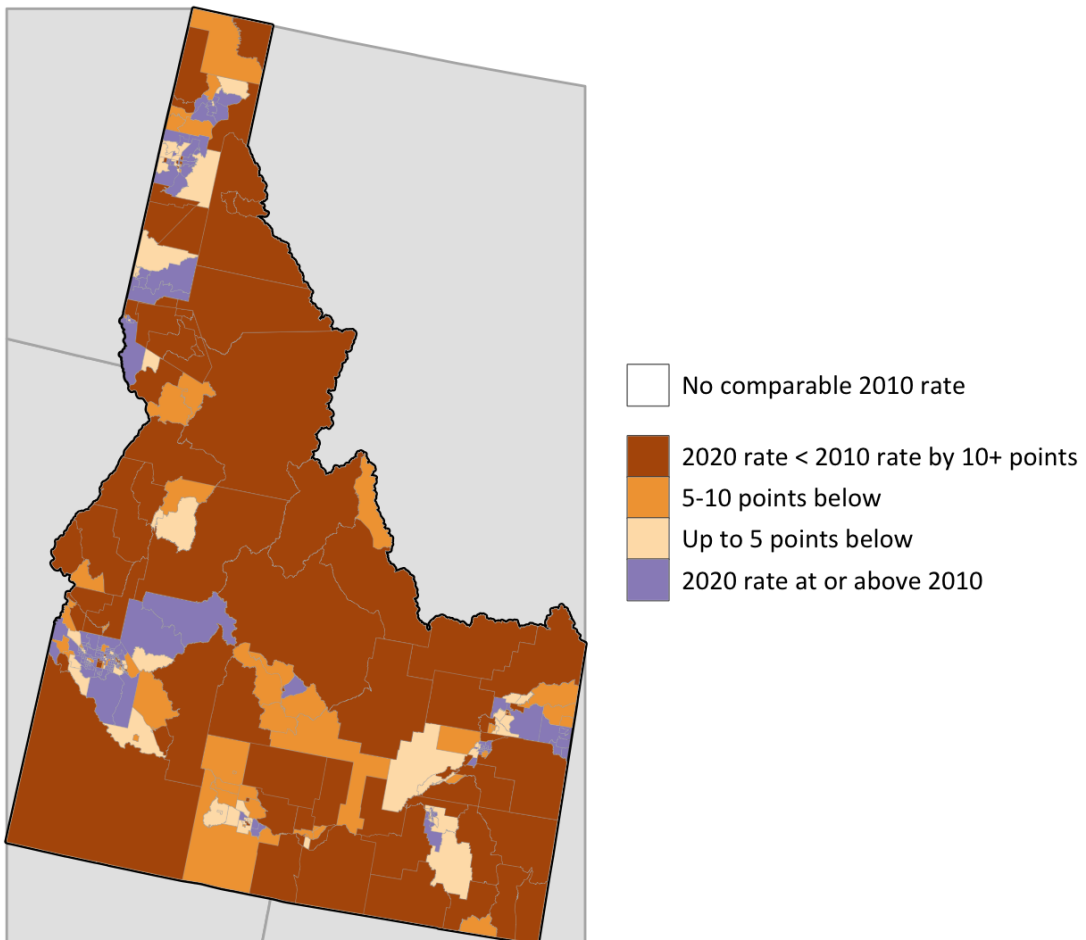 No comparable 2010 rate
2020 rate < 2010 rate by 10+ points
5-10 points below
Up to 5 points below
2020 rate at or above 2010